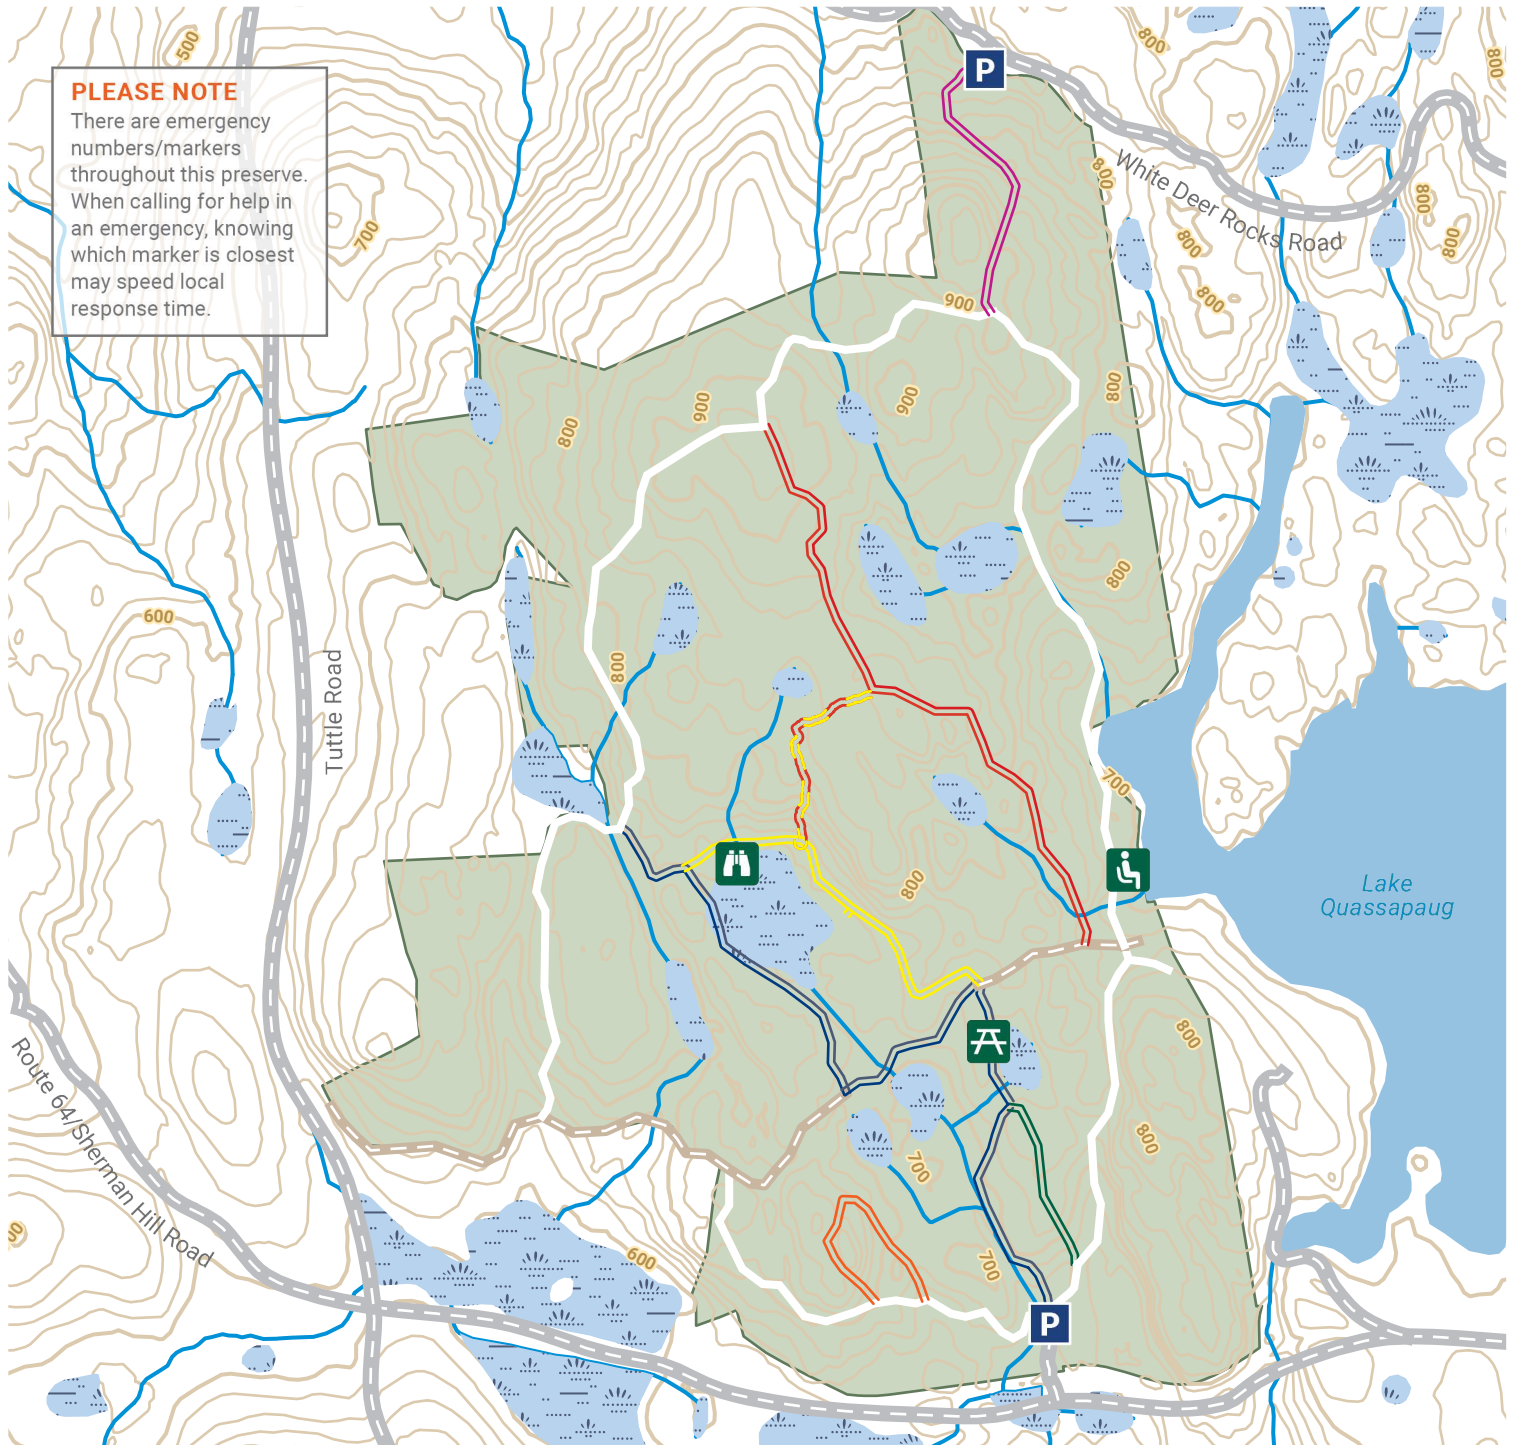 500
800
800
P
PLEASE NOTE
There are emergency
numbers/markers
throughout this preserve.
When calling for help in
an emergency, knowing
which marker is closest
may speed local
response time.
700
800
White Deer Rocks Road
800
800
800
800
900
800
900
900
800
800
600
800
Tuttle Road
700
800
Lake
Quassapaug
800
Route 64/Sherman Hill Road
800
700
600
700
P